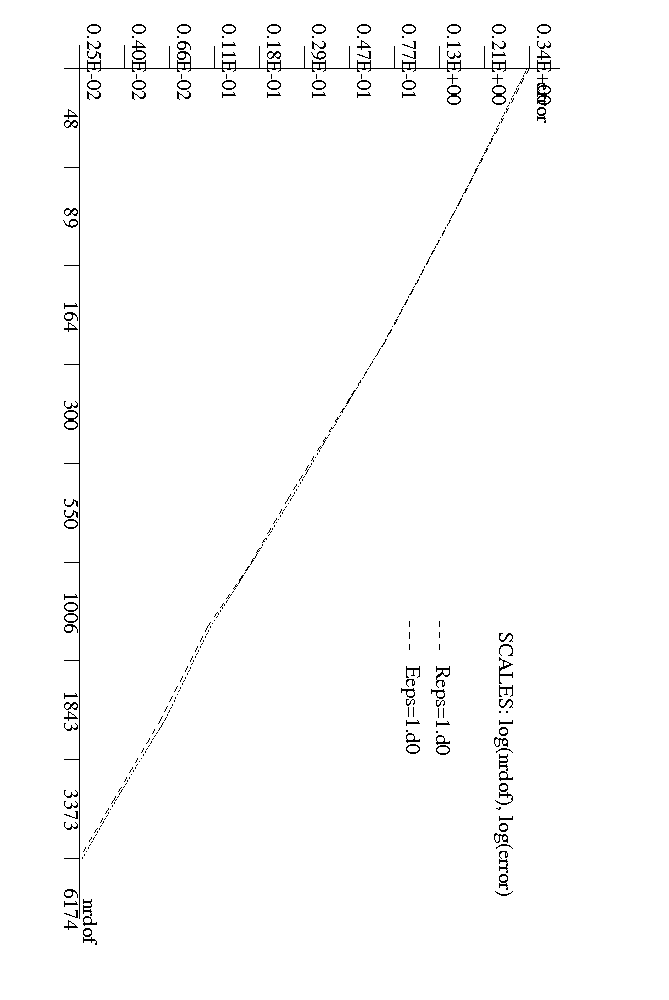 error
0.34E+00
0.21E+00
0.13E+00
0.77E-01
0.47E-01
0.29E-01
0.18E-01
0.11E-01
0.66E-02
0.40E-02
0.25E-02
SCALES: log(nrdof), log(error)
Reps=1.d0
Eeps=1.d0
nrdof
48
89
164
300
550
1006
1843
3373
6174